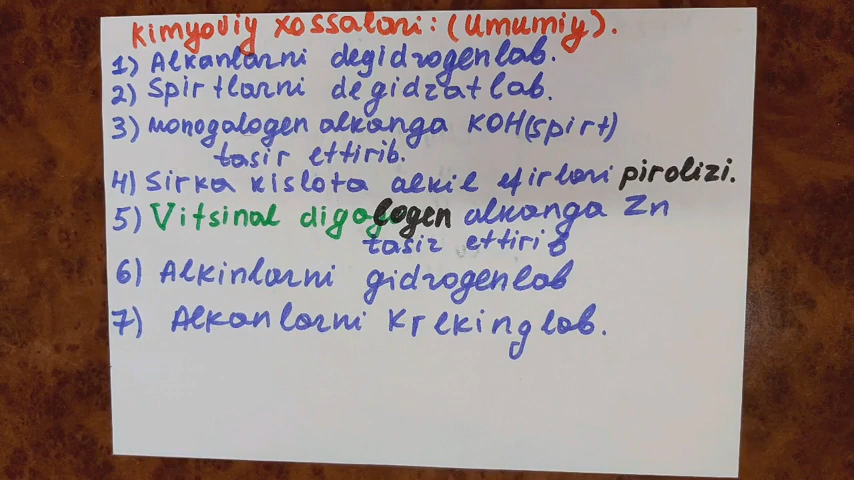 Kimyoviy xossalari: (Umumiy).
1) Alkanlarni degidrogenlab.
2) Spirtlarni degidratlab.
3) Monogalogen alkanga KOH(spirt)
tasir ettirib.
4) Sirka kislota alkil efirlari pirolizi.
5) Vitsinal digalogen alkanga Zn
tasir ettirib
6) Alkinlarni gidrogenlab
7) Alkanlarni Krekinglab.